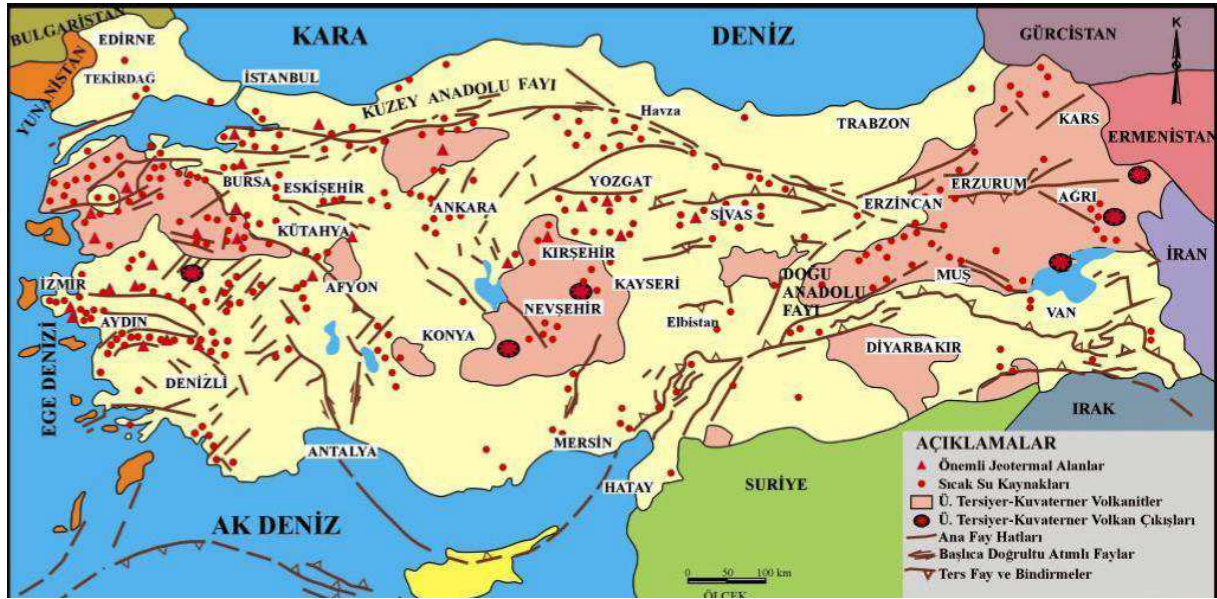 BULGARİSTAN
EDİRNE
KARA
DENİZ
GÜRCİSTAN
K
TEKİRDAĞ
İSTANBUL
YUNANİSTAN
KUZEY ANADOLU FAYI
Havza
TRABZON
KARS
ERMENİSTAN
BURSA
ESKİŞEHİR
ANKARA
YOZGAT
SİVAS
ERZİNCAN
ERZURUM
AĞRI
KÜTAHYA
KIRŞEHİR
İZMİR
AFYON
KAYSERİ
DOĞU
ANADOLU
FAYI
MUŞ
İRAN
NEVŞEHİR
AYDIN
KONYA
Elbistan
VAN
EGE DENİZİ
DENİZLİ
DİYARBAKIR
IRAK
ANTALYA
MERSİN
HATAY
SURİYE
AK DENİZ
AÇIKLAMALAR
Önemli Jeotermal Alanlar
Sıcak Su Kaynakları
Ü. Tersiyer-Kuvaterner Volkanitler
Ü. Tersiyer-Kuvaterner Volkan Çıkışları
Ana Fay Hatları
Başlıca Doğrultu Atımlı Faylar
Ters Fay ve Bindirmeler
0 50 100 km
ÖLÇEK